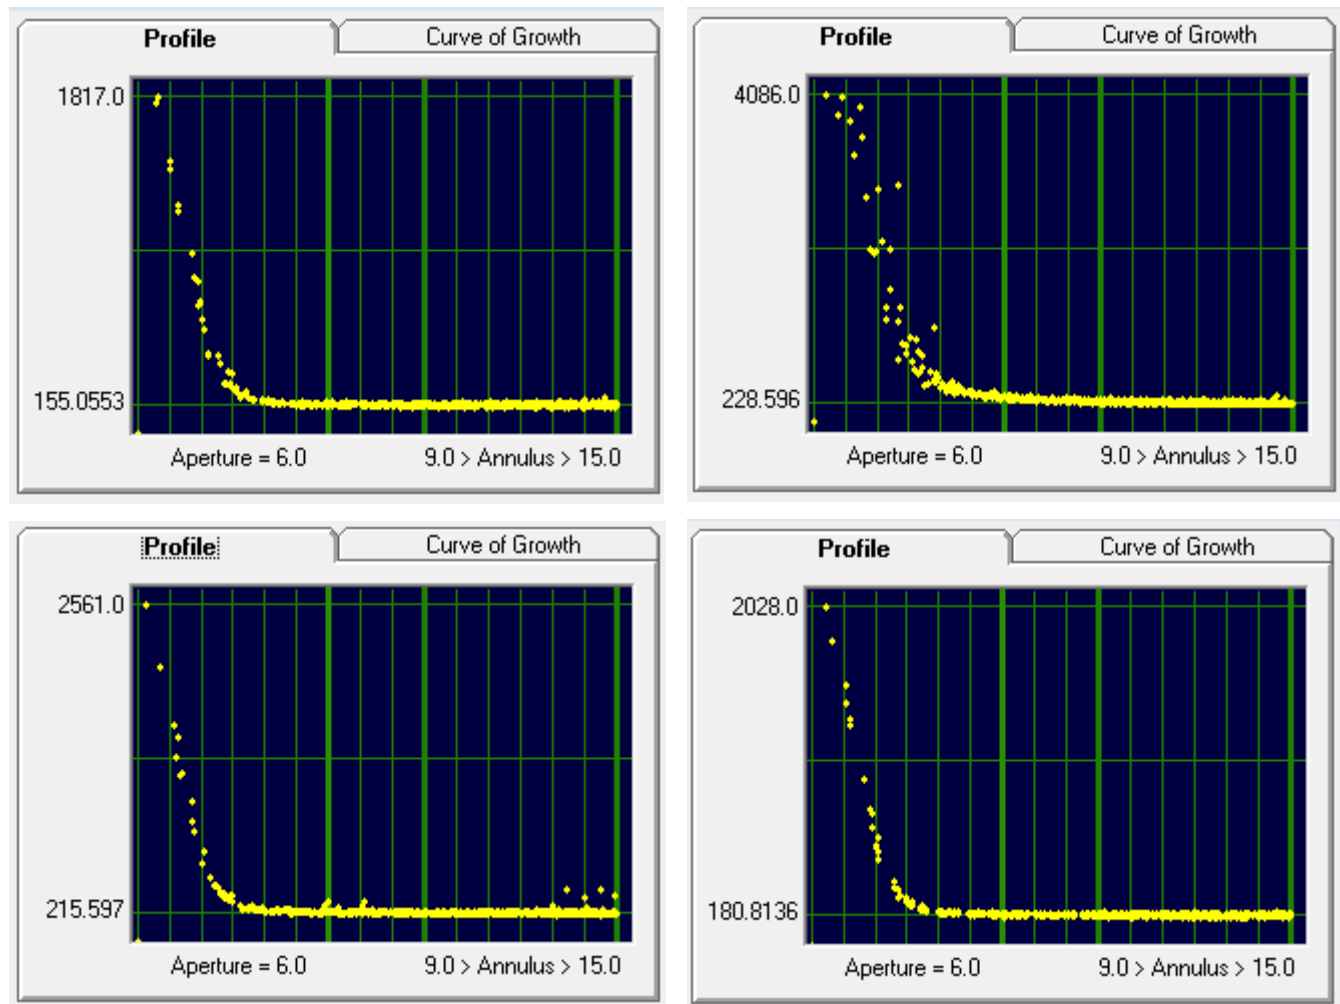 Profile Curve of Growth
1817.0
155.0553
Aperture = 6.0 9.0 > Annulus > 15.0
Profile Curve of Growth
4086.0
228.596
Aperture = 6.0 9.0 > Annulus > 15.0
Profile Curve of Growth
2561.0
215.597
Aperture = 6.0 9.0 > Annulus > 15.0
Profile Curve of Growth
2028.0
180.8136
Aperture = 6.0 9.0 > Annulus > 15.0